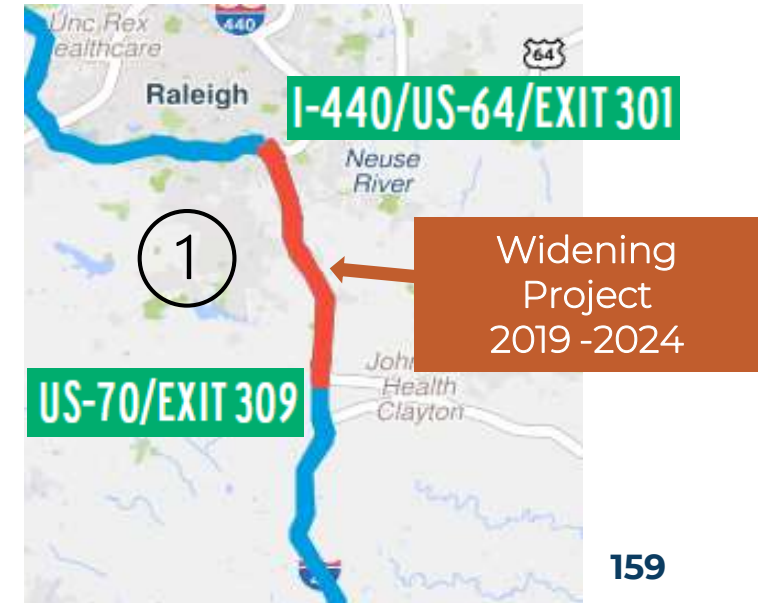 Unc Rex
ealthcare
440
64
Raleigh
I-440/US-64/EXIT 301
Neuse
River
1
Widening
Project
2019 -2024
Health
Clayton
US-70/EXIT 309
159